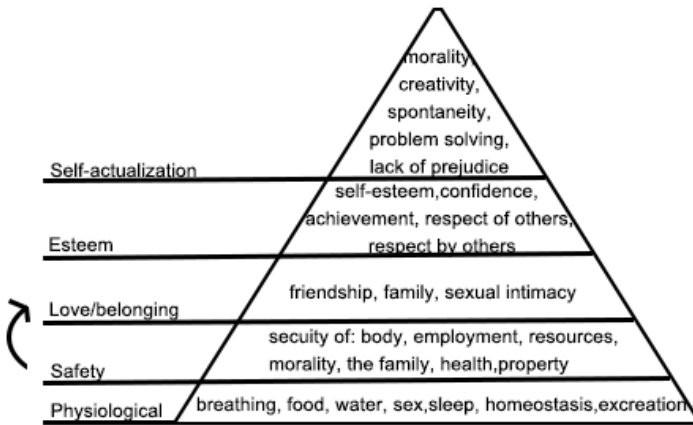 morality,
creativity,
spontaneity,
problem solving,
lack of prejudice
Self-actualization
self-esteem,confidence,
achievement, respect of others,
respect by others
Esteem
friendship, family, sexual intimacy
Love/belonging
secuity of: body, employment, resources,
morality, the family, health,property
Safety
breathing, food, water, sex,sleep, homeostasis,excreation
Physiological